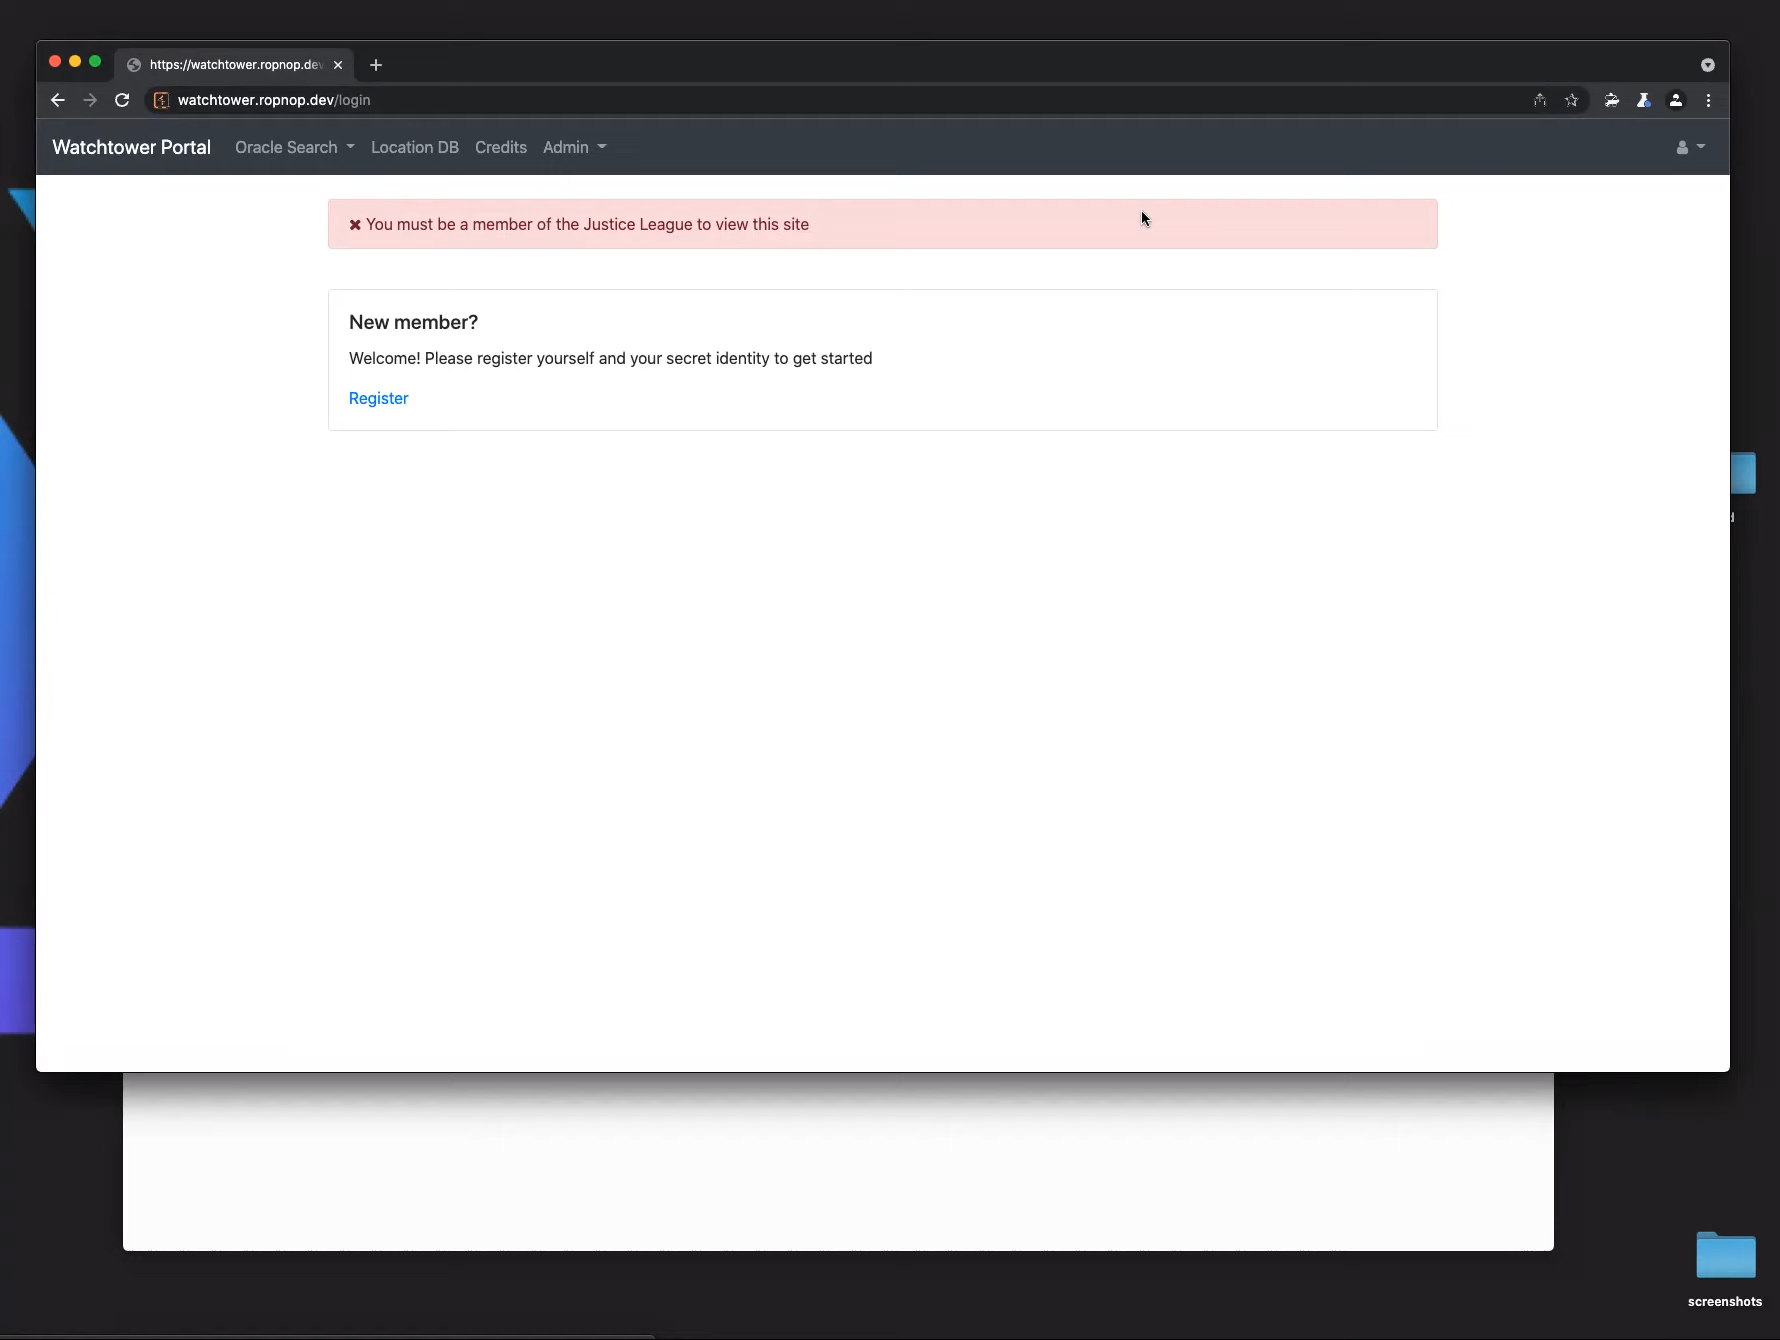 https://watchtower.ropnop.dev
watchtower.ropnop.dev/login
Watchtower Portal Oracle Search Location DB Credits Admin
You must be a member of the Justice League to view this site
New member?
Welcome! Please register yourself and your secret identity to get started
Register
screenshots